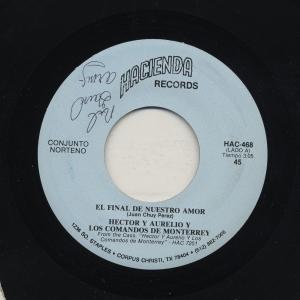 HACIENDA
RECORDS
CONJUNTO
NORTENO
HAC-468
(LADO A)
Tiempo 3:05
45
EL FINAL DE NUESTRO AMOR
(Juan Chuy Perez)
HECTOR Y AURELIO Y
LOS COMANDOS DE MONTERREY
From the Cass. "Hector Y Aurelio Y Los
Comandos de Monterrey" - HAC 7201
1236 SO. STAPLES • CORPUS CHRISTI, TX 78404 • 512/882-7066